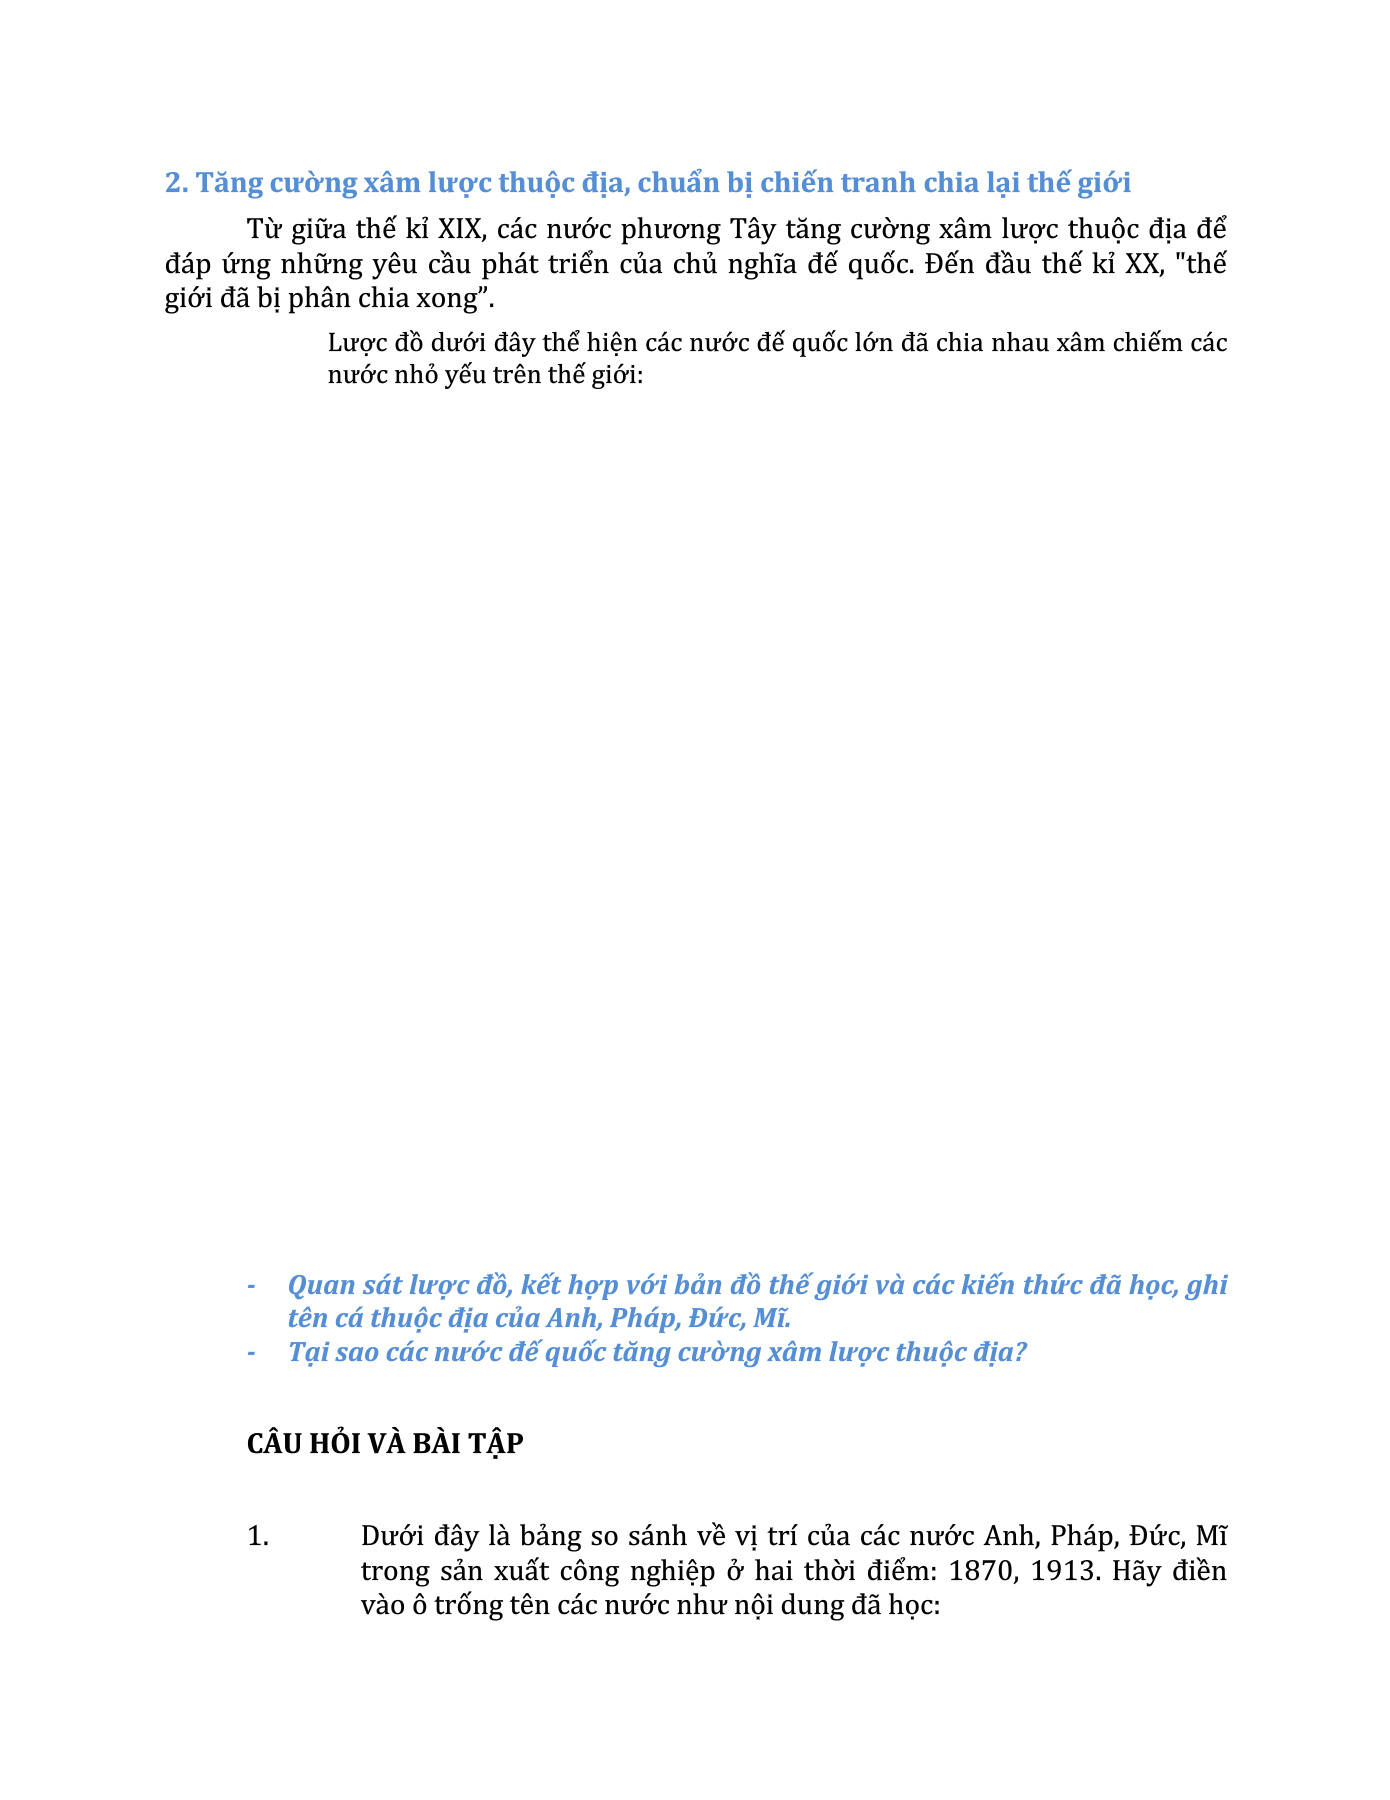 2. Tăng cường xâm lược thuộc địa, chuẩn bị chiến tranh chia lại thế giới
Từ giữa thế kỉ XIX, các nước phương Tây tăng cường xâm lược thuộc địa để
đáp ứng những yêu cầu phát triển của chủ nghĩa đế quốc. Đến đầu thế kỉ XX, "thế
giới đã bị phân chia xong”.
Lược đồ dưới đây thể hiện các nước đế quốc lớn đã chia nhau xâm chiếm các
nước nhỏ yếu trên thế giới:
- Quan sát lược đồ, kết hợp với bản đồ thế giới và các kiến thức đã học, ghi
tên cá thuộc địa của Anh, Pháp, Đức, Mĩ.
- Tại sao các nước đế quốc tăng cường xâm lược thuộc địa?
CÂU HỎI VÀ BÀI TẬP
1. Dưới đây là bảng so sánh về vị trí của các nước Anh, Pháp, Đức, Mĩ
trong sản xuất công nghiệp ở hai thời điểm: 1870, 1913. Hãy điền
vào ô trống tên các nước như nội dung đã học: